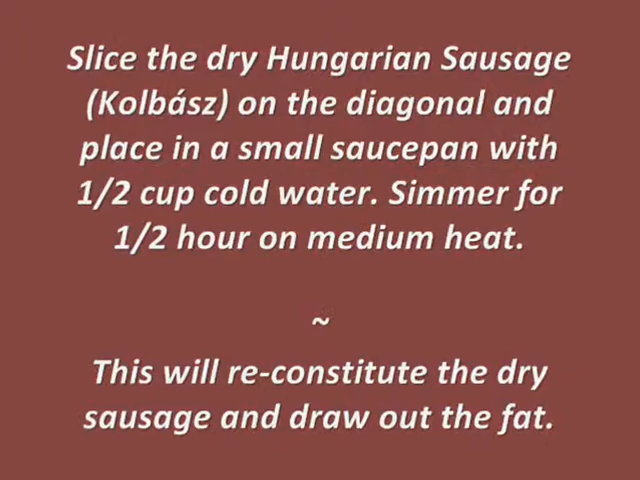 Slice the dry Hungarian Sausage
(Kolbász) on the diagonal and
place in a small saucepan with
1/2 cup cold water. Simmer for
1/2 hour on medium heat.
~
This will re-constitute the dry
sausage and draw out the fat.